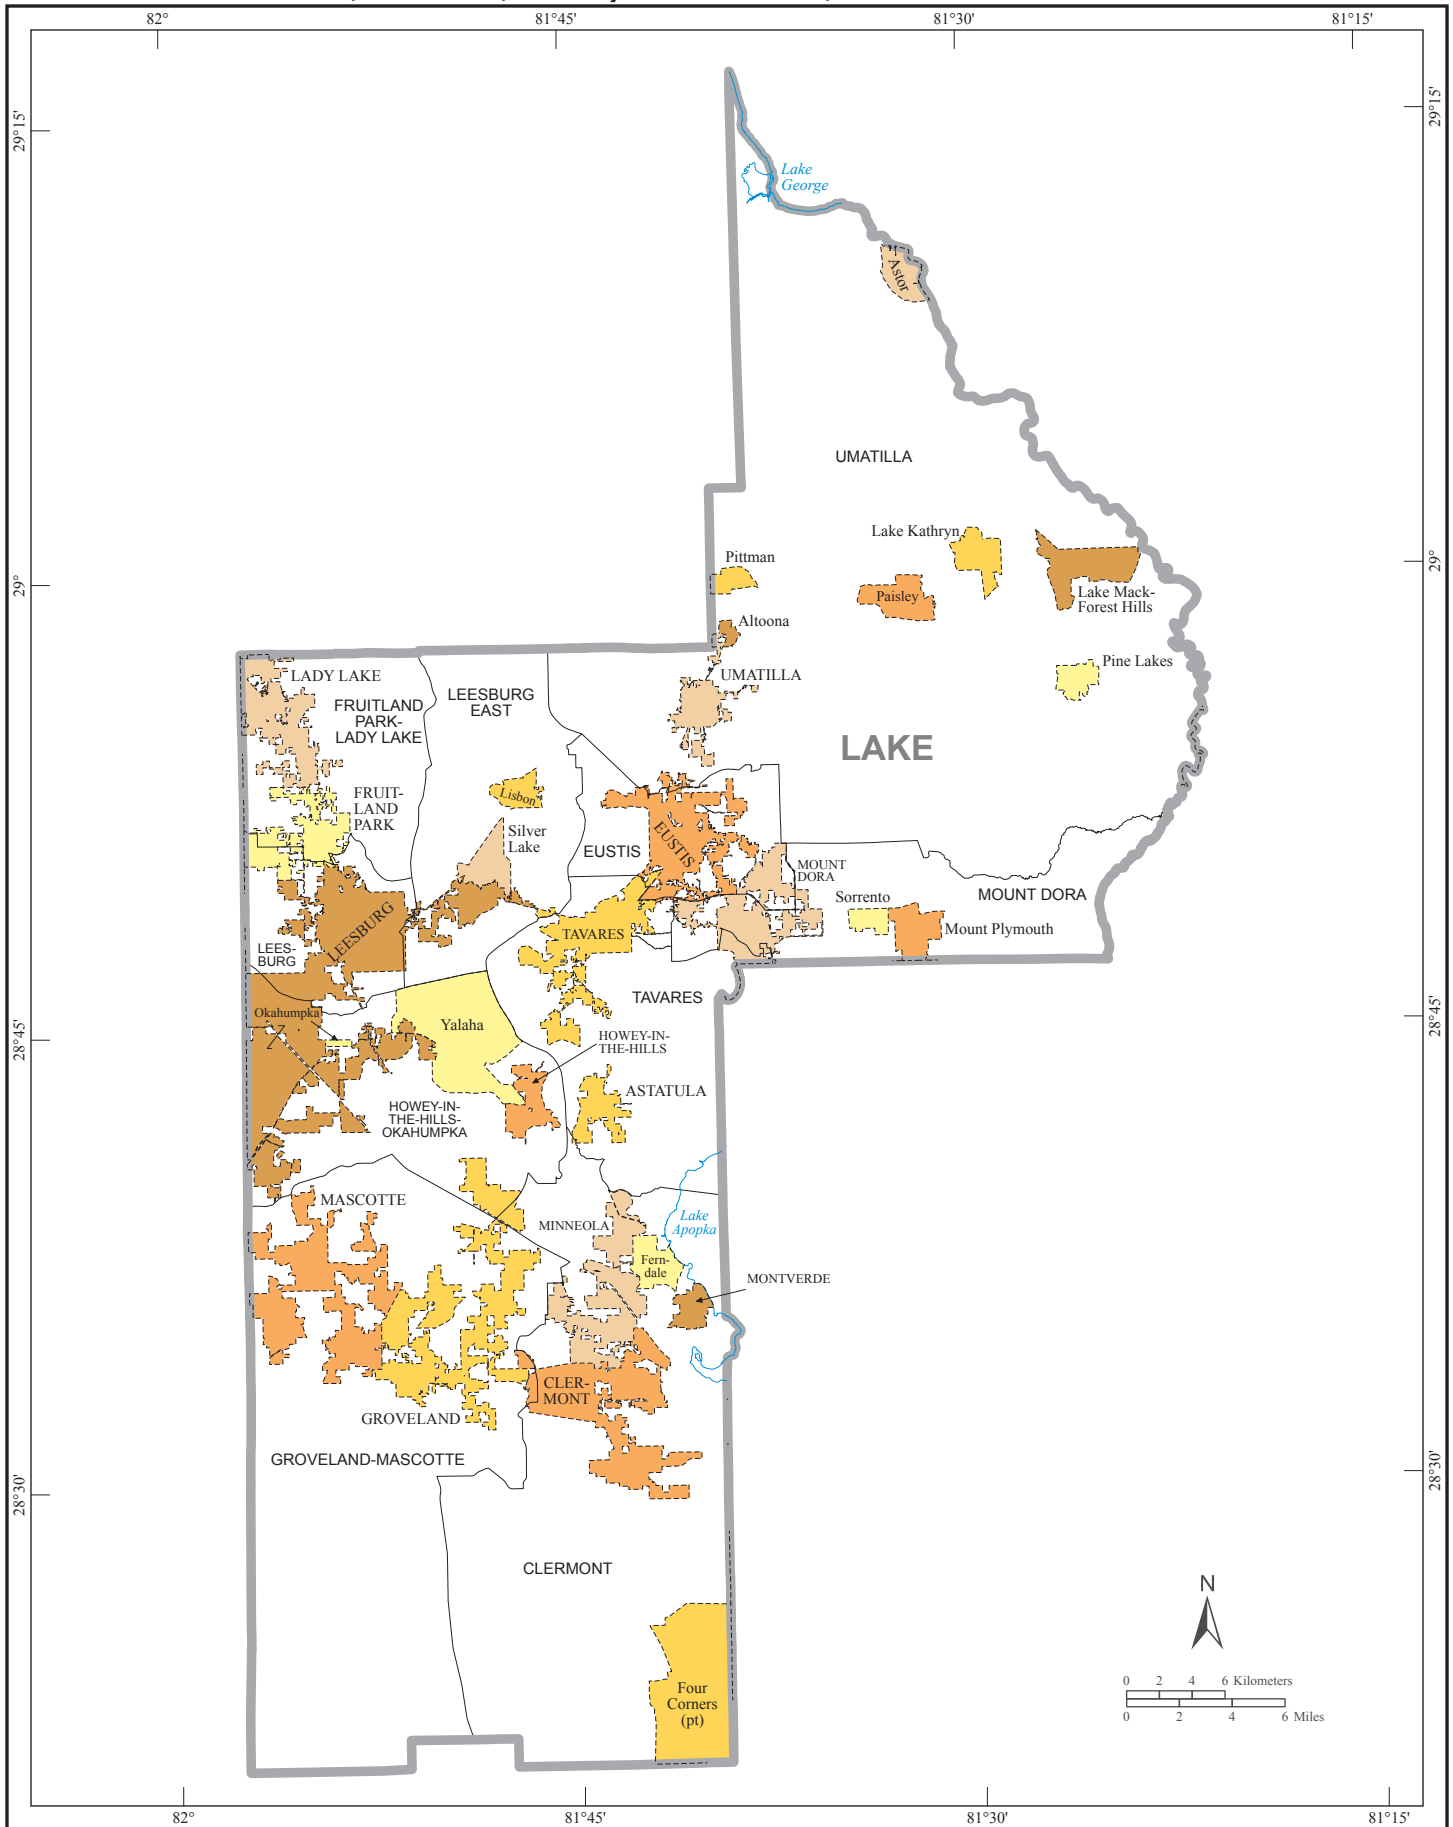 82°
81°45'
81°30'
81°15'
29°15'
29°15'
Lake
George
Astor
UMATILLA
Lake Kathryn
Pittman
29°
29°
Paisley
Lake Mack-
Forest Hills
Altoona
Pine Lakes
LADY LAKE
UMATILLA
LEESBURG
EAST
FRUITLAND
PARK-
LADY LAKE
LAKE
Lisbon
FRUIT-
LAND
PARK
Silver
Lake
EUSTIS
EUSTIS
MOUNT
DORA
MOUNT DORA
Sorrento
Mount Plymouth
LEESBURG
TAVARES
LEES-
BURG
TAVARES
Okahumpka
Yalaha
28°45'
28°45'
HOWEY-IN-
THE-HILLS
ASTATULA
HOWEY-IN-
THE-HILLS-
OKAHUMPKA
MASCOTTE
MINNEOLA
Lake
Apopka
Fern-
dale
MONTVERDE
CLER-
MONT
GROVELAND
GROVELAND-MASCOTTE
28°30'
28°30'
CLERMONT
N
Four
Corners
(pt)
0 2 4 6 Kilometers
0 2 4 6 Miles
82°
81°45'
81°30'
81°15'